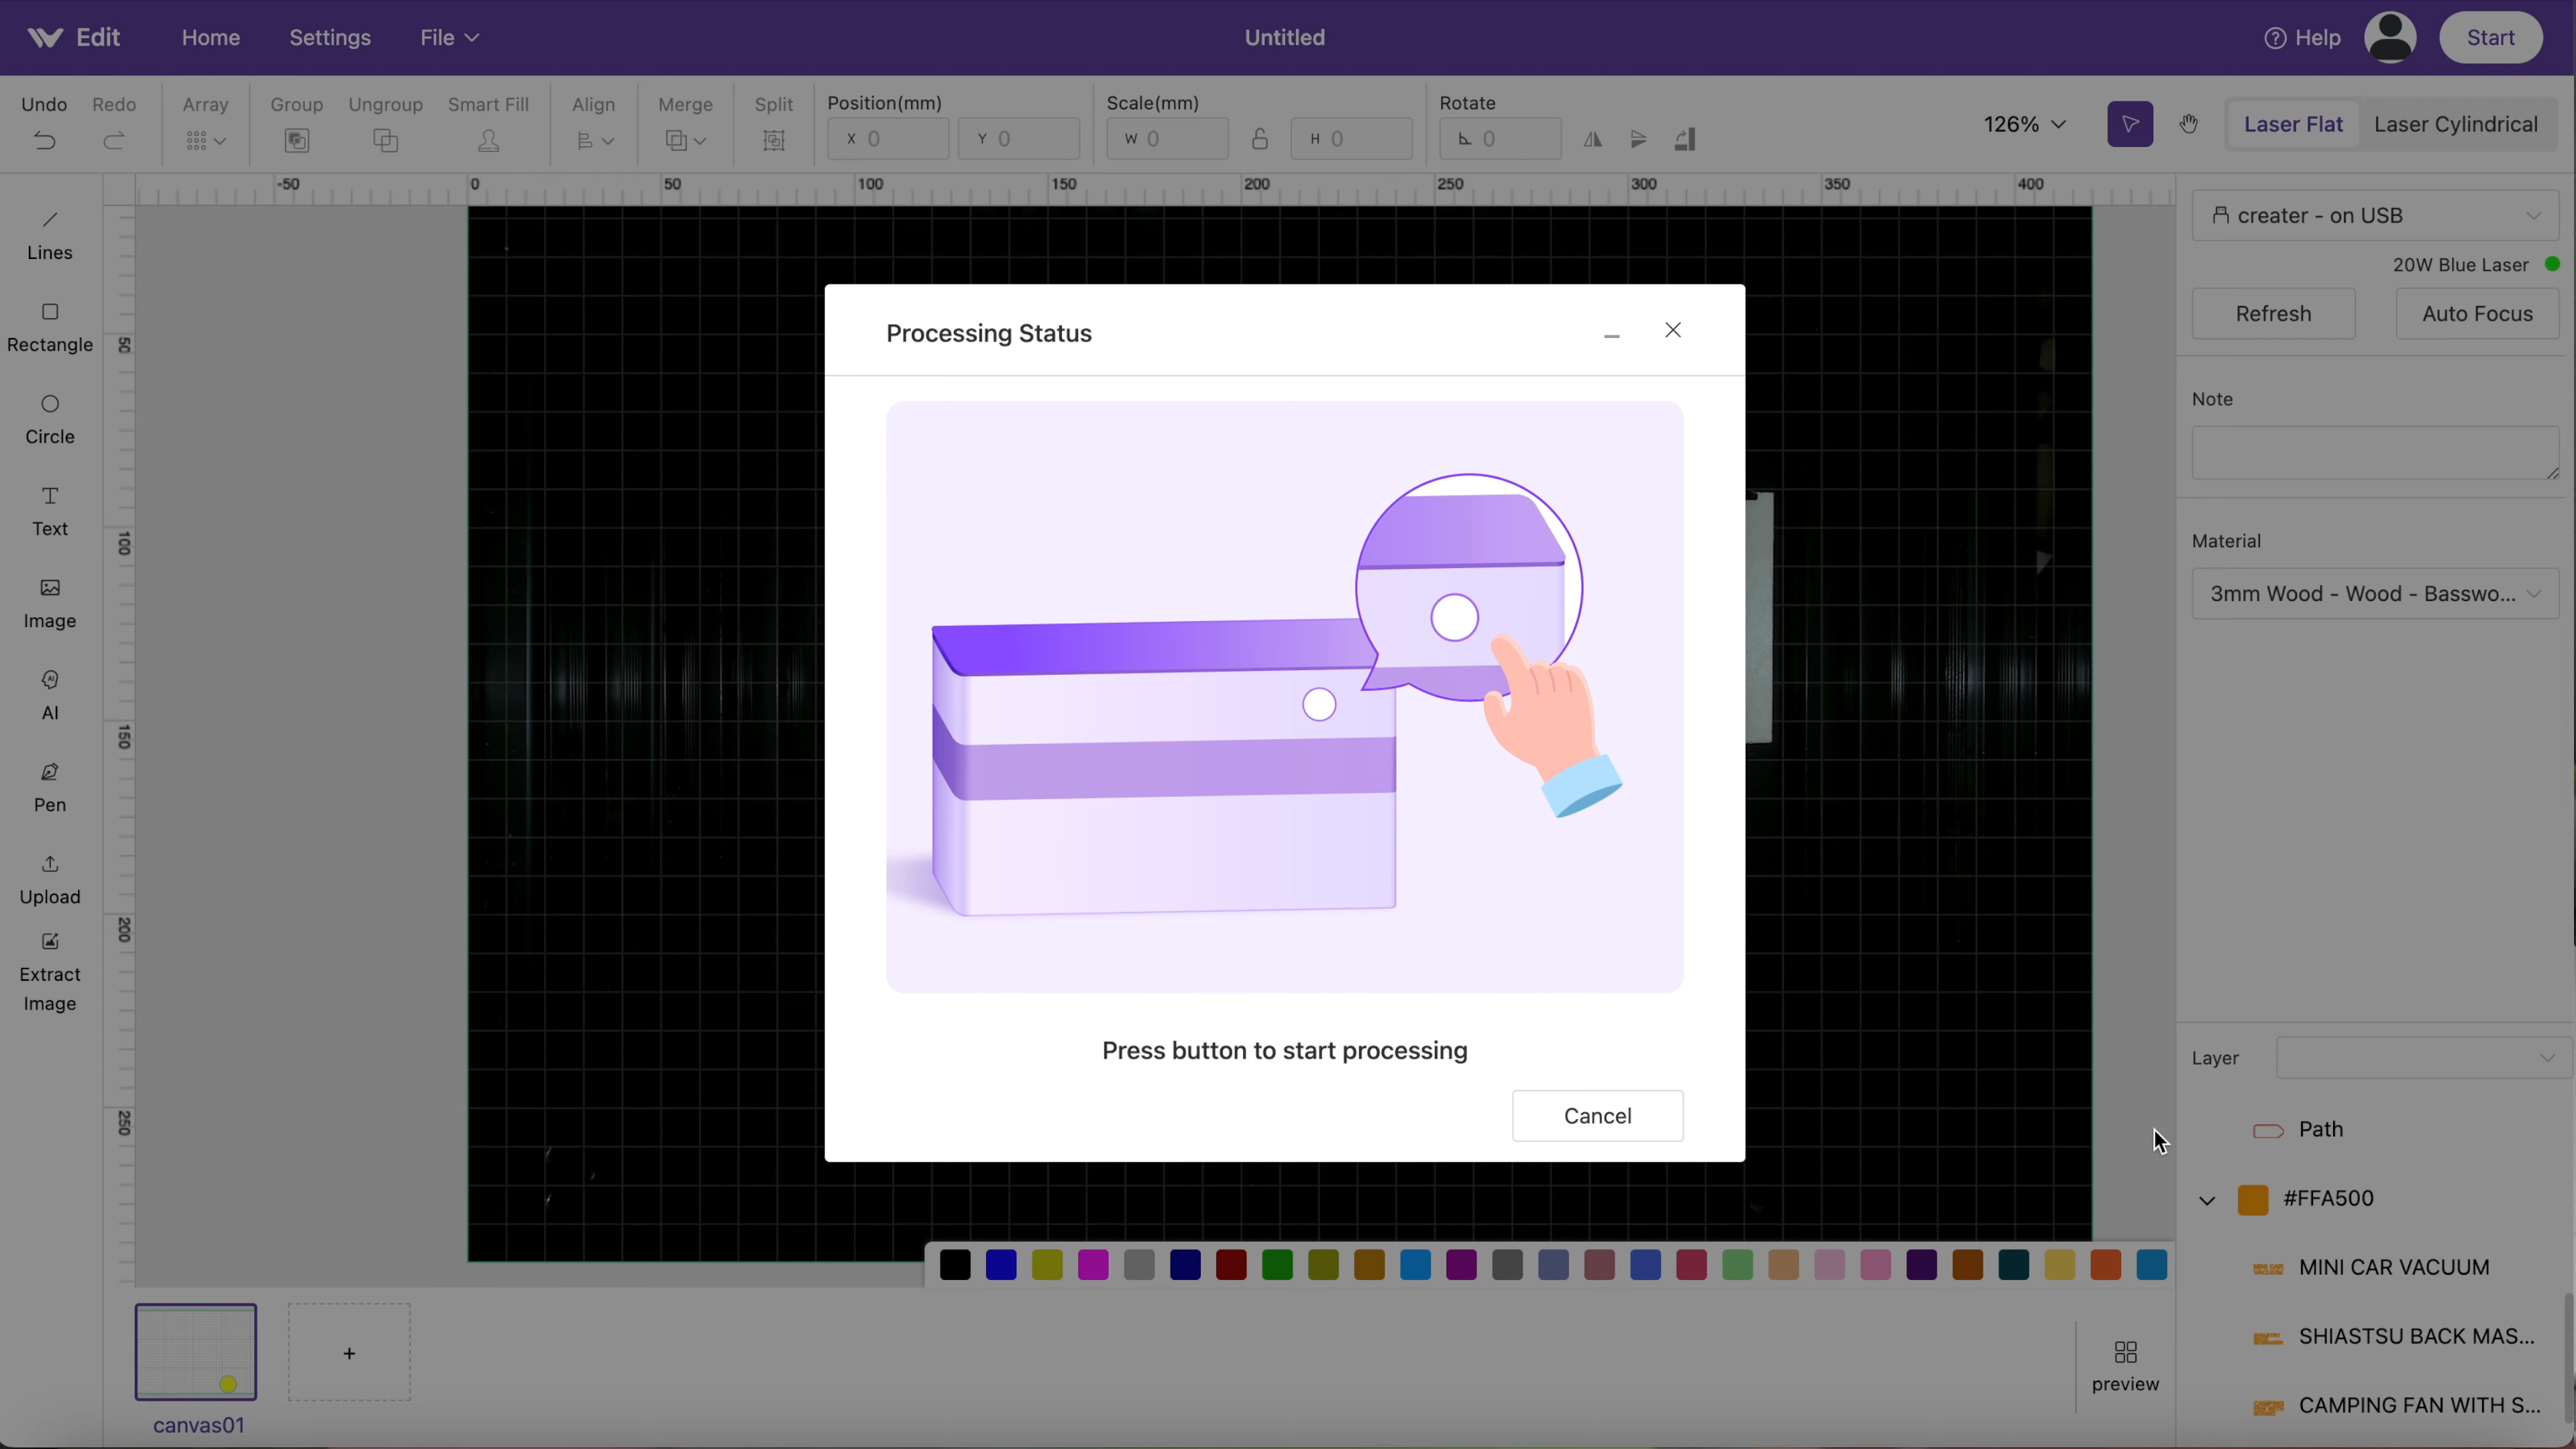 Edit
Home
Settings
File
Untitled
Help
Start
Undo
Redo
Array
Group
Ungroup
Smart Fill
Align
Merge
Split
Position(mm)
X 0
Y 0
Scale(mm)
W 0
H 0
Rotate
0
126%
Laser Flat
Laser Cylindrical
-50
0
50
100
150
200
250
300
350
400
50
100
150
200
250
Lines
Rectangle
Circle
Text
Image
AI
Pen
Upload
Extract
Image
Processing Status
Press button to start processing
Cancel
creater - on USB
20W Blue Laser
Refresh
Auto Focus
Note
Material
3mm Wood - Wood - Basswo...
Layer
Path
#FFA500
MINI CAR VACUUM
SHIASTSU BACK MAS...
CAMPING FAN WITH S...
+
preview
canvas01